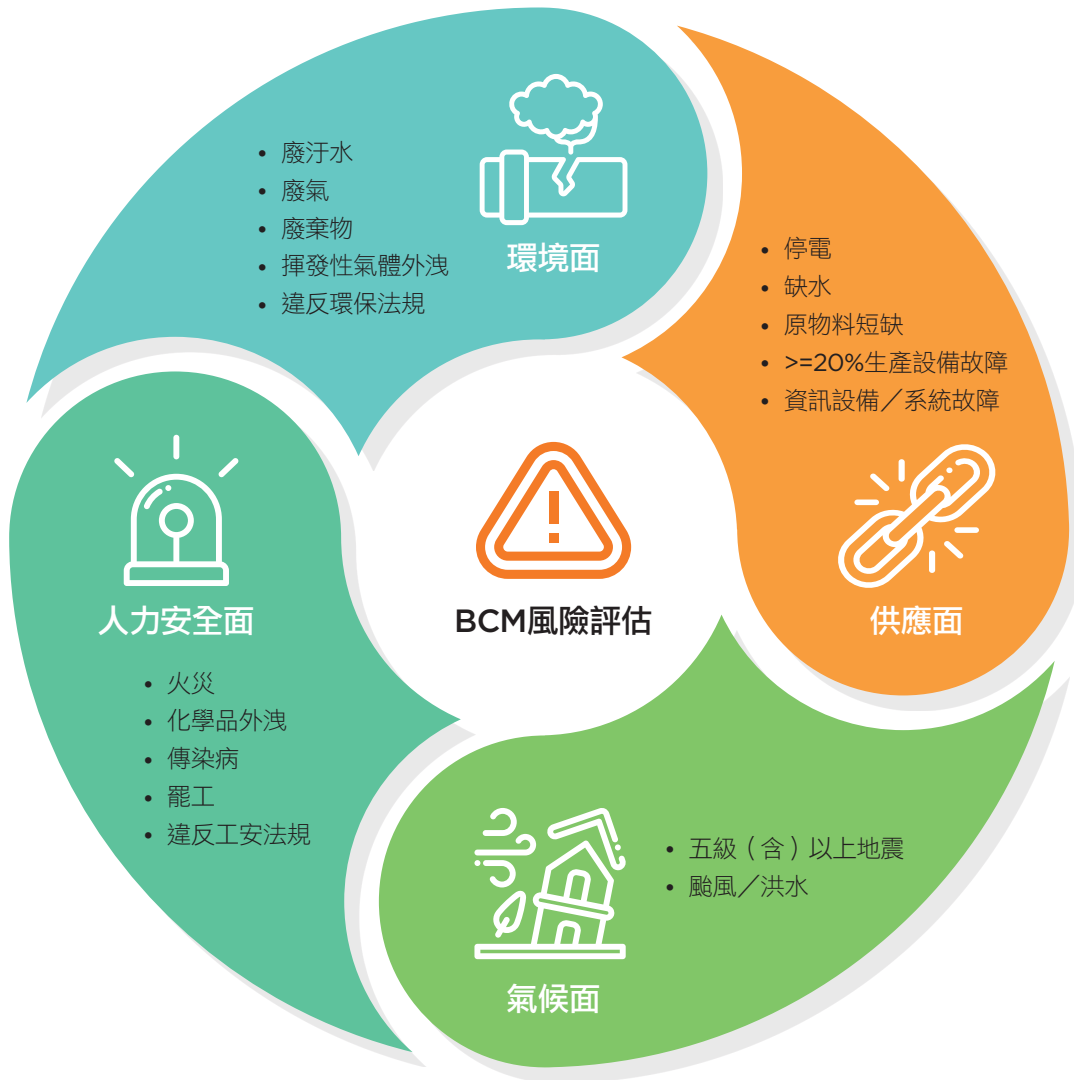 • 廢汙水
• 廢氣
• 廢棄物
• 揮發性氣體外洩
• 違反環保法規
環境面
• 停電
• 缺水
• 原物料短缺
• >=20%生產設備故障
• 資訊設備／系統故障
供應面
BCM風險評估
人力安全面
• 火災
• 化學品外洩
• 傳染病
• 罷工
• 違反工安法規
• 五級（含）以上地震
• 颱風／洪水
氣候面